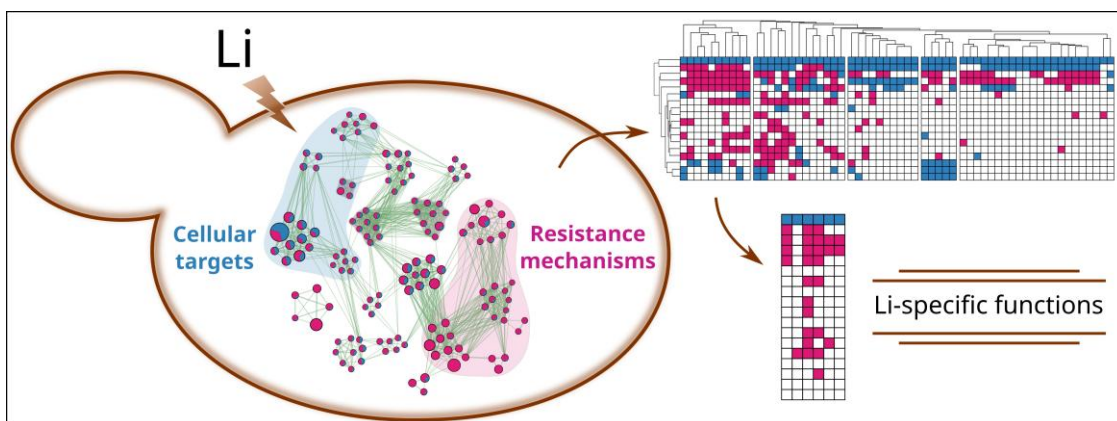 Li
Cellular
targets
Resistance
mechanisms
Li-specific functions